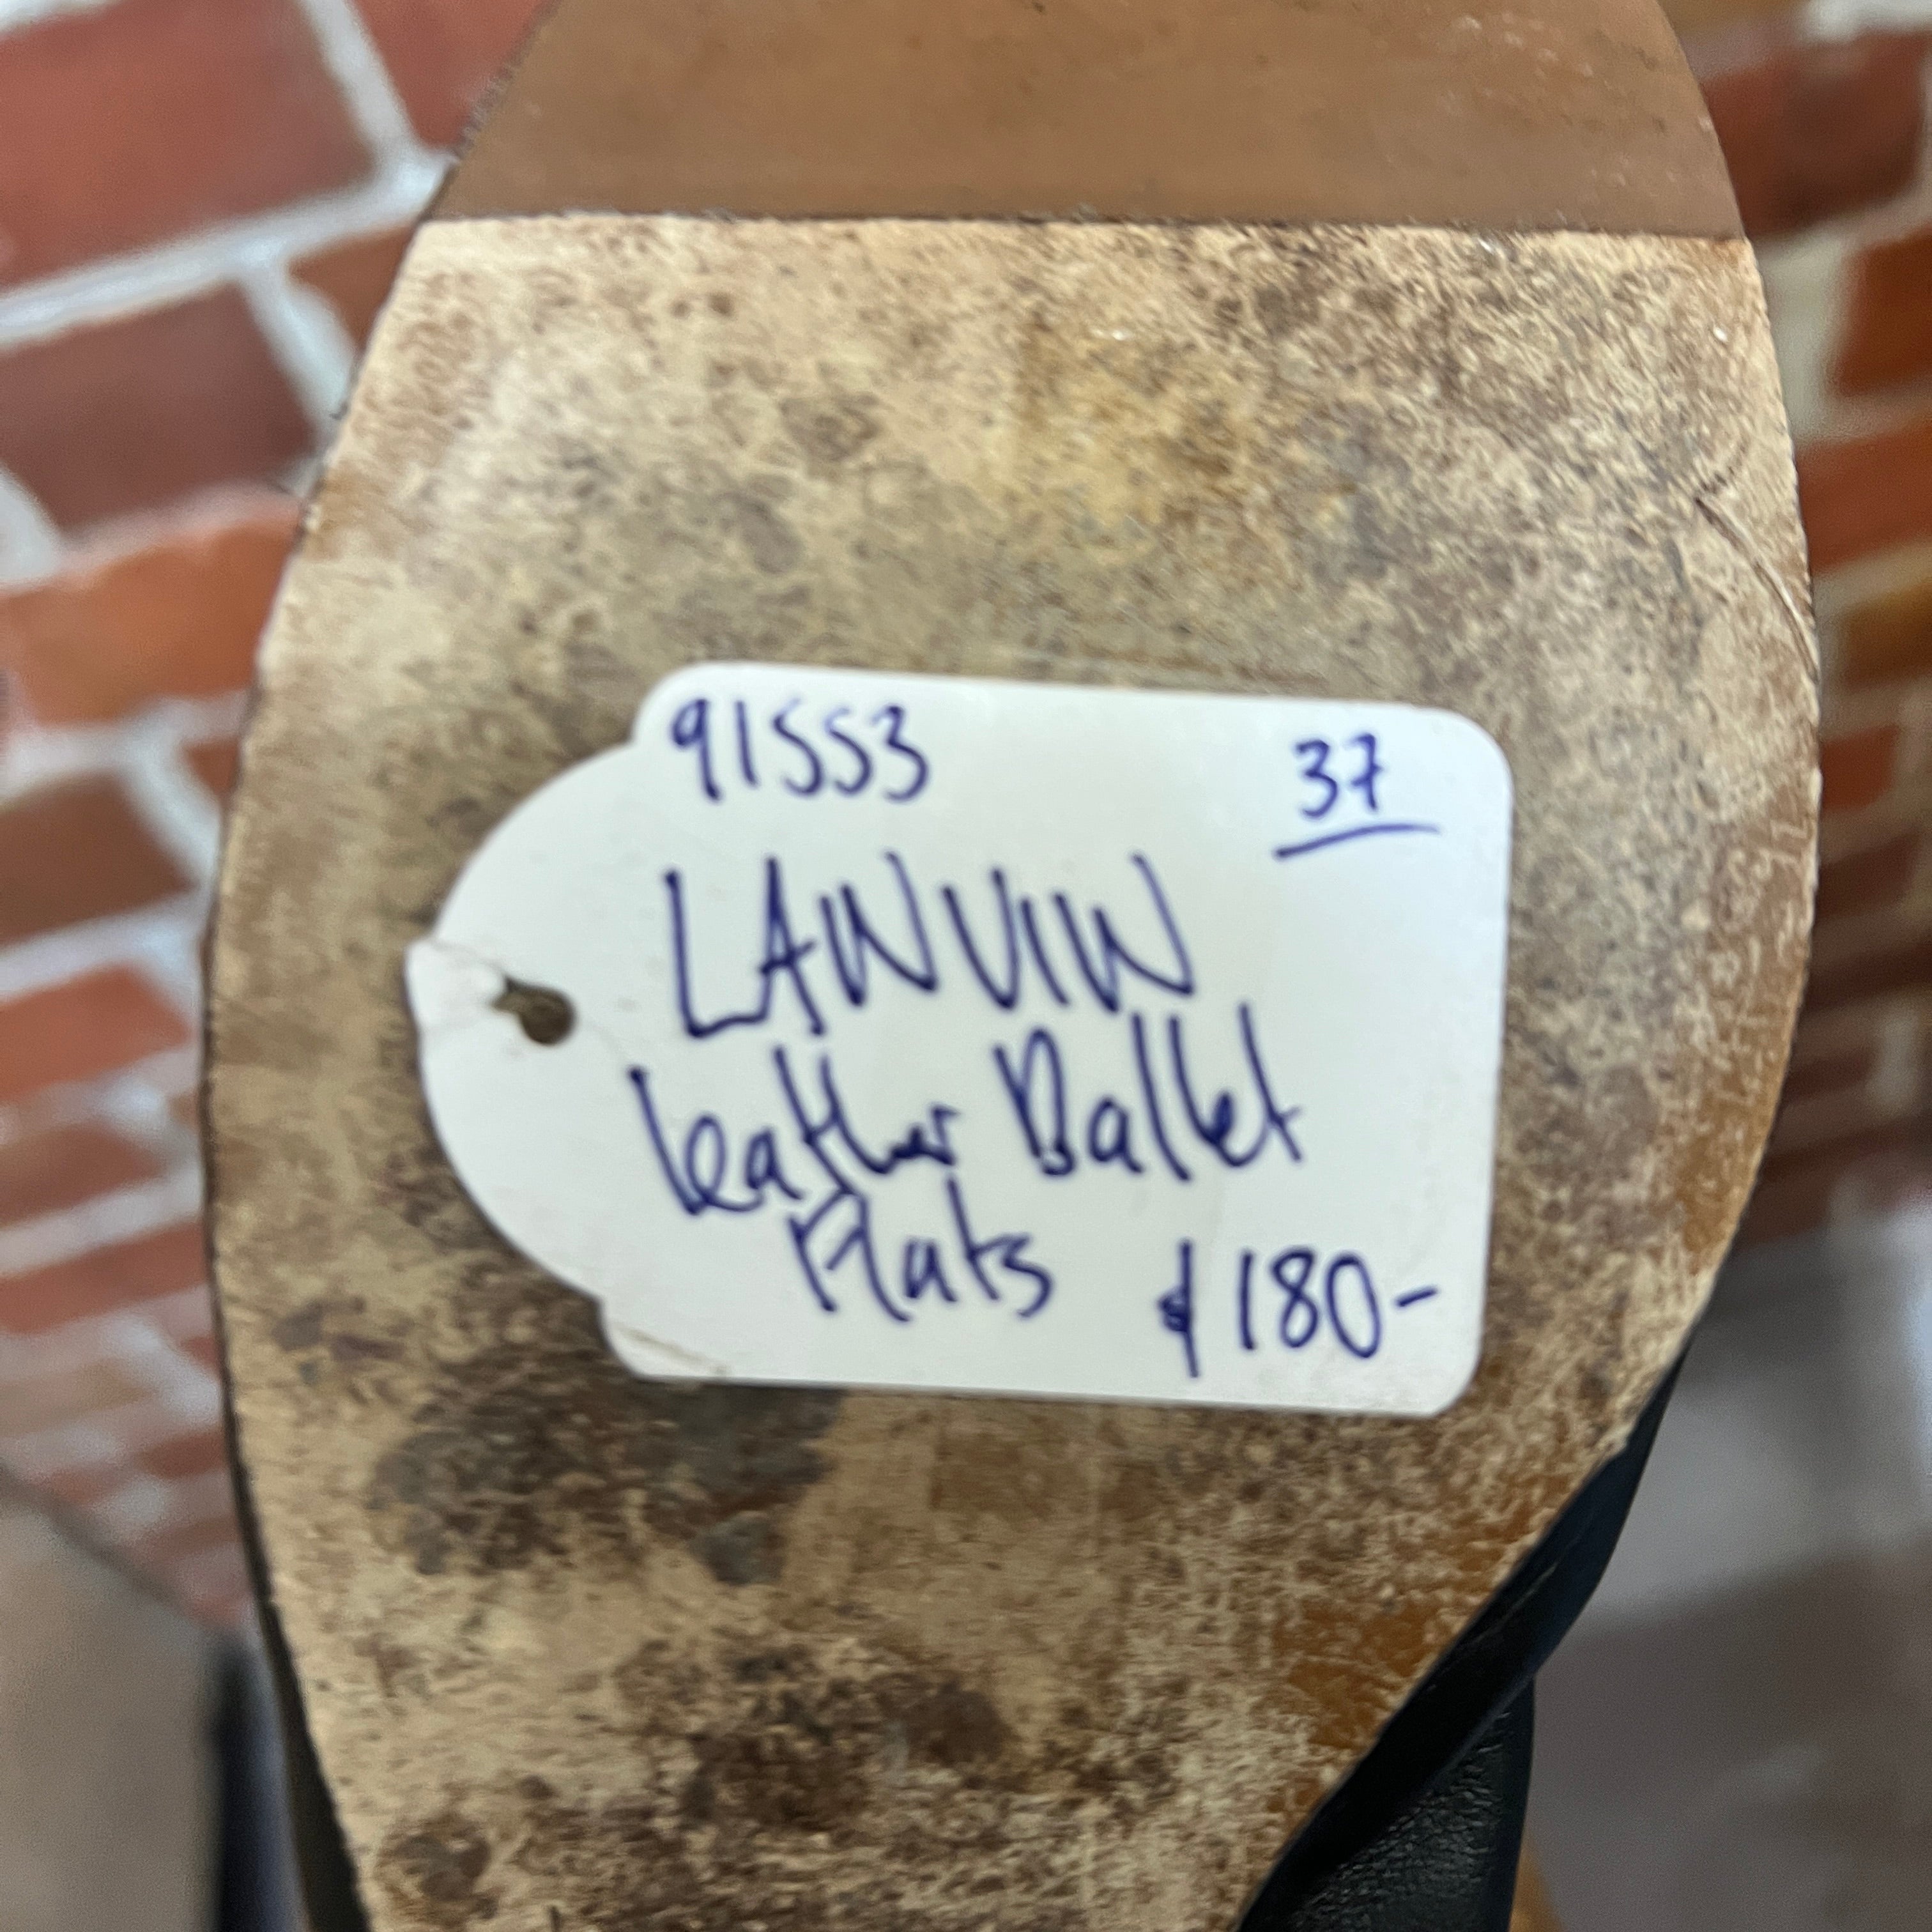 91553 37
LANVIN
Leather Ballet
Flats $180-